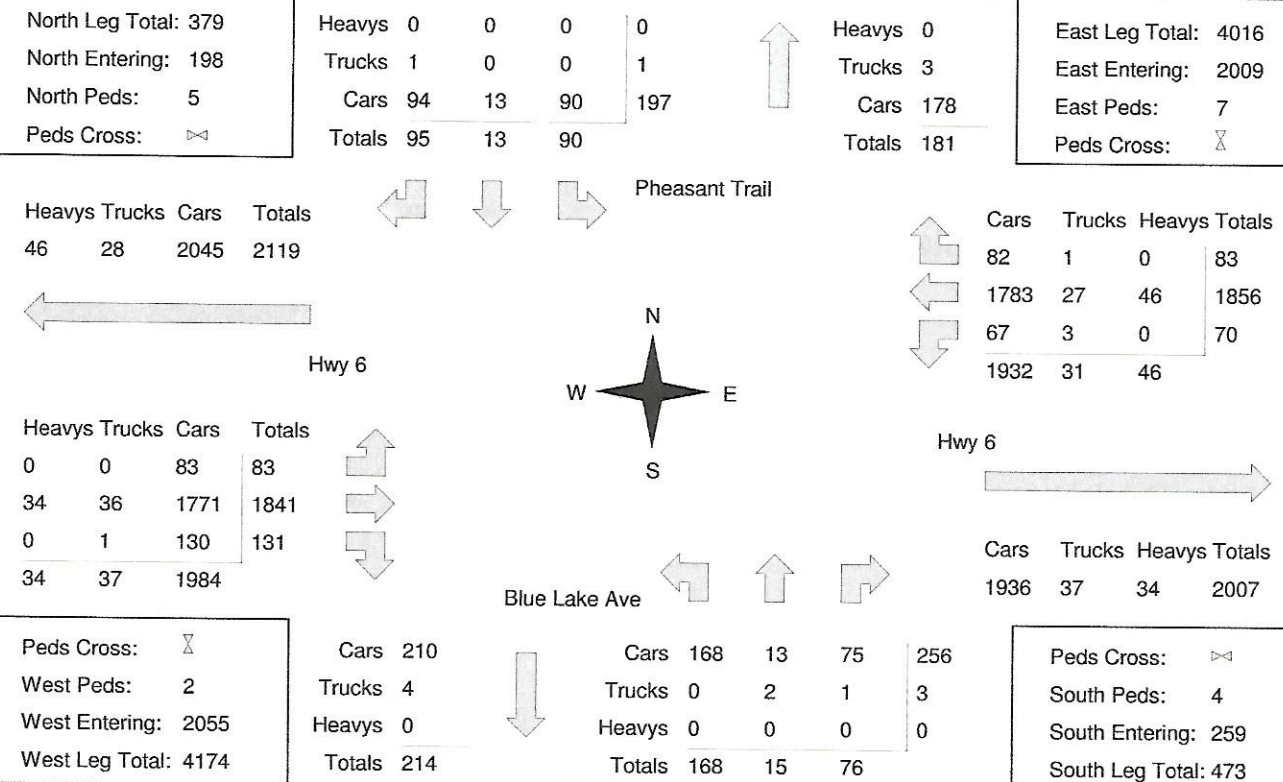 North Leg Total: 379
North Entering: 198
North Peds: 5
Peds Cross:
Heavys 0 0 0 0
Trucks 1 0 0 1
Cars 94 13 90 197
Totals 95 13 90
Heavys 0
Trucks 3
Cars 178
Totals 181
East Leg Total: 4016
East Entering: 2009
East Peds: 7
Peds Cross:
Pheasant Trail
Heavys Trucks Cars Totals
46 28 2045 2119
Cars Trucks Heavys Totals
82 1 0 83
1783 27 46 1856
67 3 0 70
1932 31 46
Hwy 6
N
W E
S
Heavys Trucks Cars Totals
0 0 83 83
34 36 1771 1841
0 1 130 131
34 37 1984
Hwy 6
Cars Trucks Heavys Totals
1936 37 34 2007
Blue Lake Ave
Peds Cross:
West Peds: 2
West Entering: 2055
West Leg Total: 4174
Cars 210
Trucks 4
Heavys 0
Totals 214
Cars 168 13 75 256
Trucks 0 2 1 3
Heavys 0 0 0 0
Totals 168 15 76
Peds Cross:
South Peds: 4
South Entering: 259
South Leg Total: 473